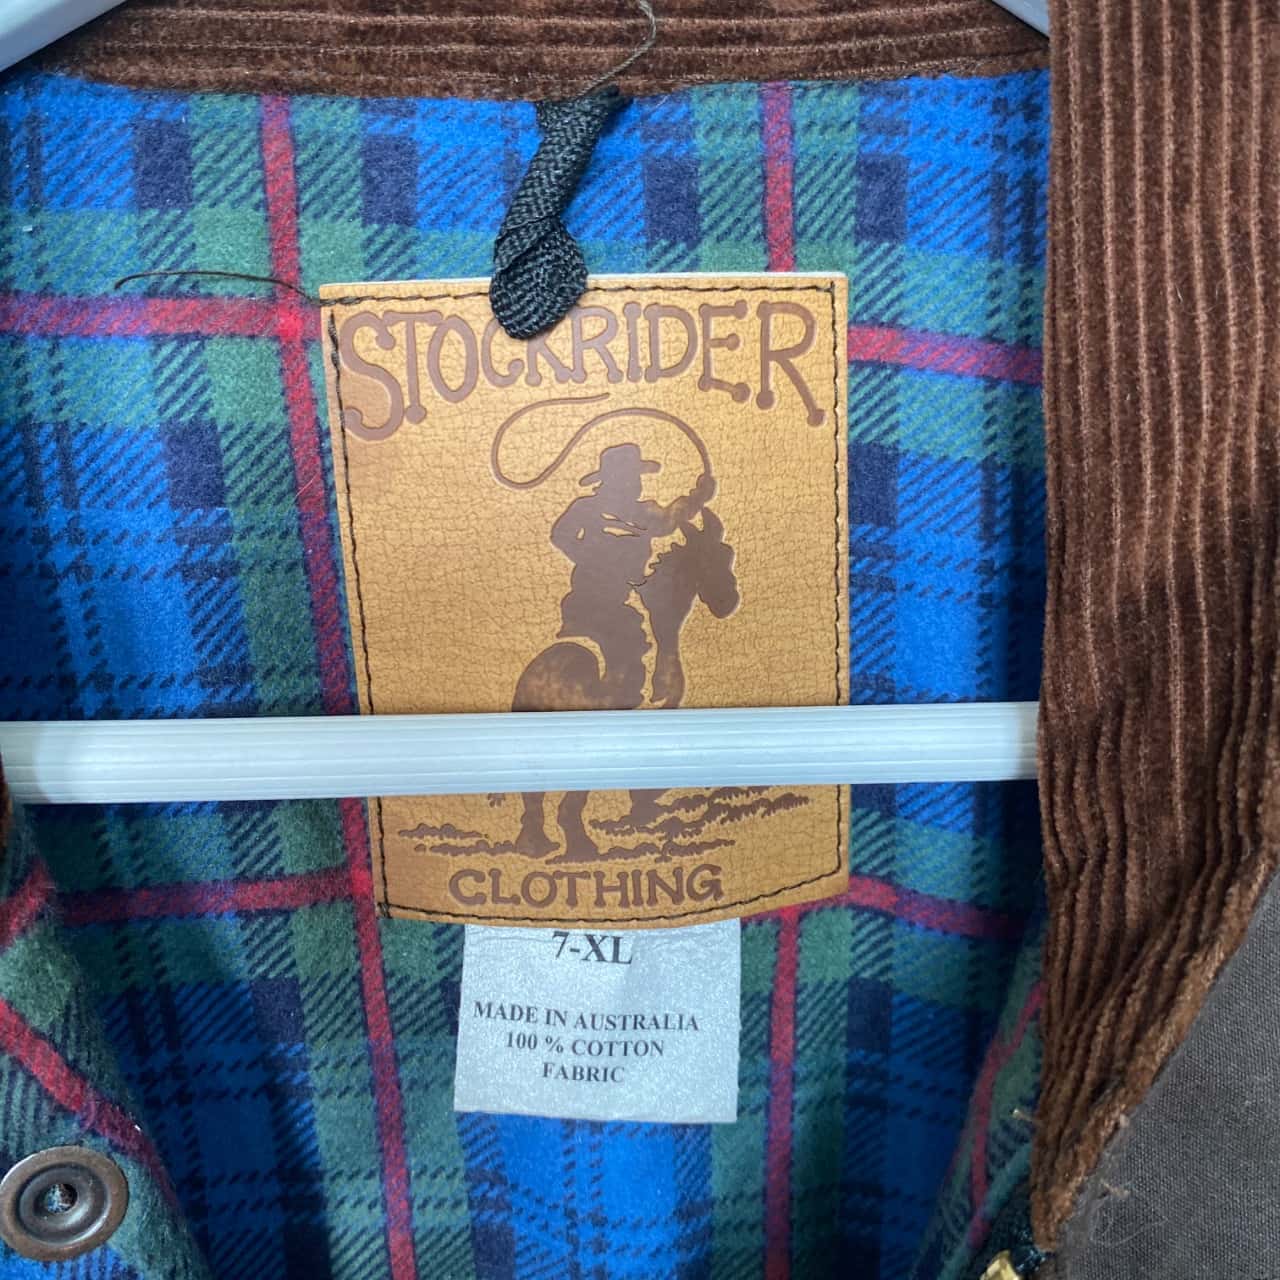 STOCKRIDER
CLOTHING
7-XL
MADE IN AUSTRALIA
100 % COTTON
FABRIC